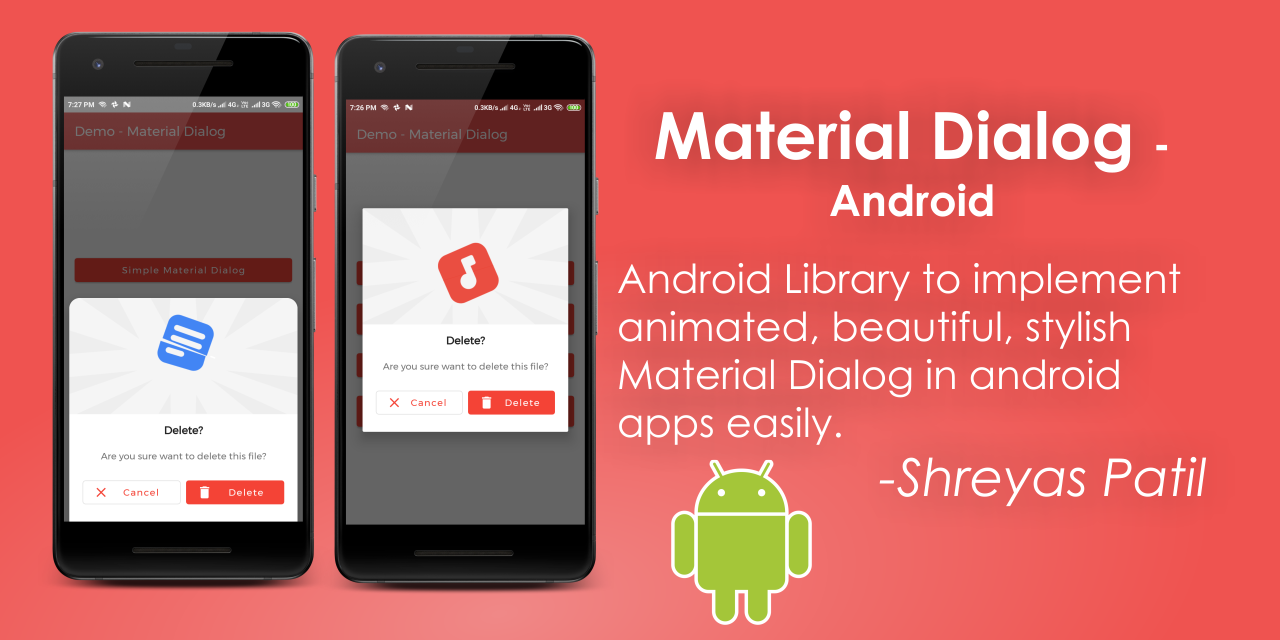 7:27 PM
0.3KB/s 4G 3G 100
Demo - Material Dialog
Simple Material Dialog
Delete?
Are you sure want to delete this file?
Cancel
Delete
7:26 PM
0.3KB/s 4G 3G 100
Demo - Material Dialog
Delete?
Are you sure want to delete this file?
Cancel
Delete
Material Dialog -
Android
Android Library to implement
animated, beautiful, stylish
Material Dialog in android
apps easily.
-Shreyas Patil